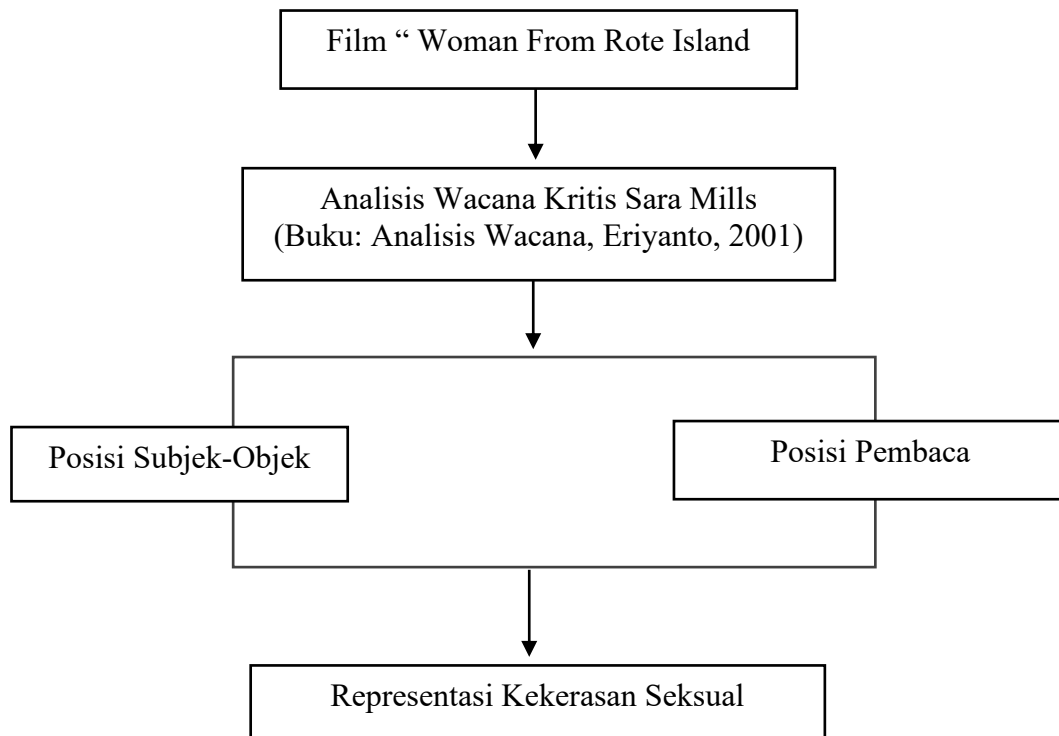 Film “ Woman From Rote Island
Analisis Wacana Kritis Sara Mills
(Buku: Analisis Wacana, Eriyanto, 2001)
Posisi Subjek-Objek
Posisi Pembaca
Representasi Kekerasan Seksual